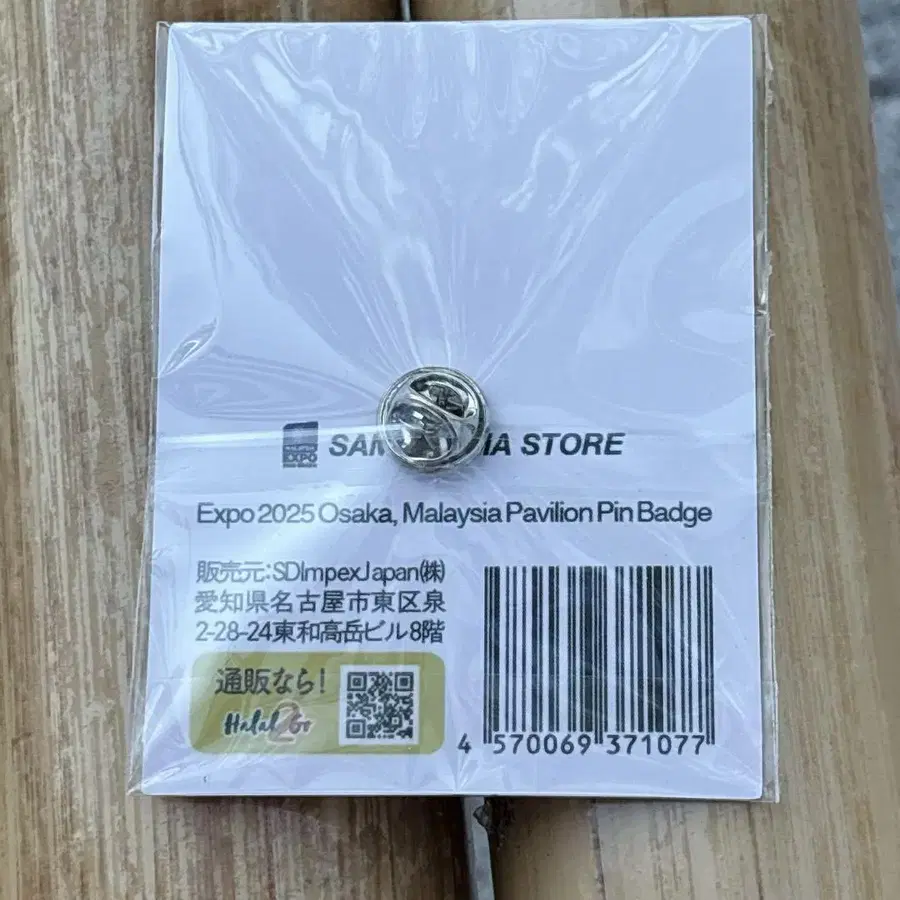 MALAYSIA
EXPO
STORE
Expo 2025 Osaka, Malaysia Pavilion Pin Badge
販売元:SDImpexJapan(株)
愛知県名古屋市東区泉
2-28-24東和高岳ビル8階
通販なら!
Halal2Go
4 570069 371077